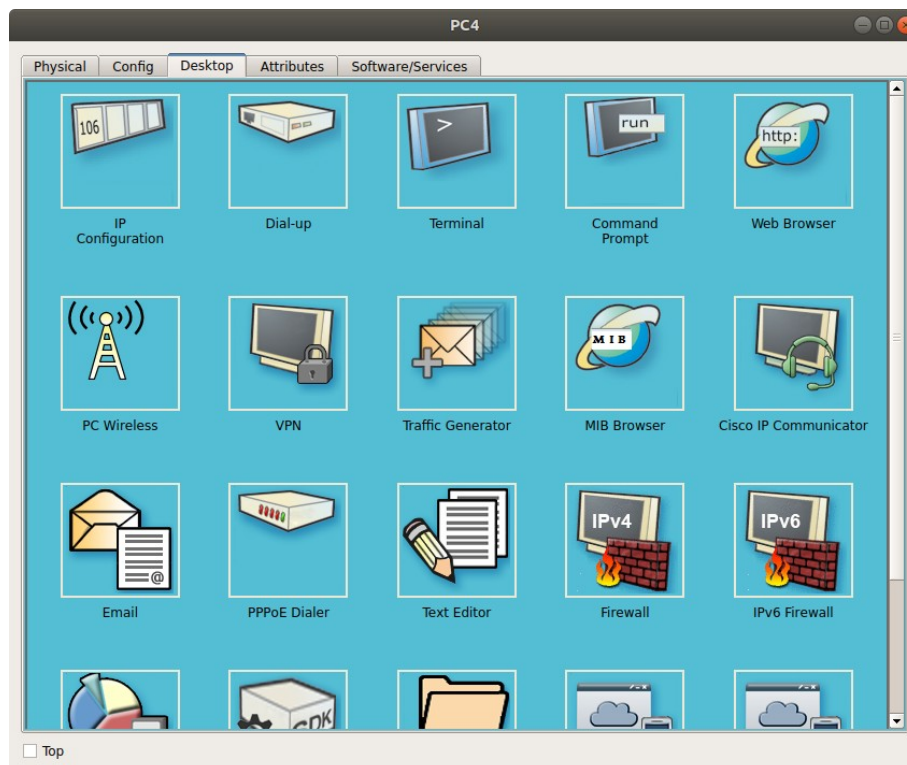 PC4
Physical Config Desktop Attributes Software/Services
106
>
run
http:
IP
Configuration
Dial-up
Terminal
Command
Prompt
Web Browser
MIB
PC Wireless
VPN
Traffic Generator
MIB Browser
Cisco IP Communicator
@
IPv4
IPv6
Email
PPPoE Dialer
Text Editor
Firewall
IPv6 Firewall
Top